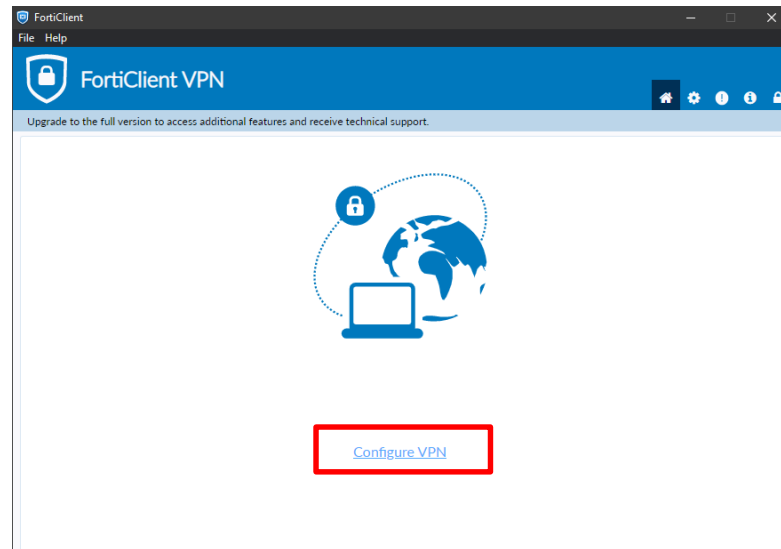 FortiClient
File Help
FortiClient VPN
Upgrade to the full version to access additional features and receive technical support.
Configure VPN